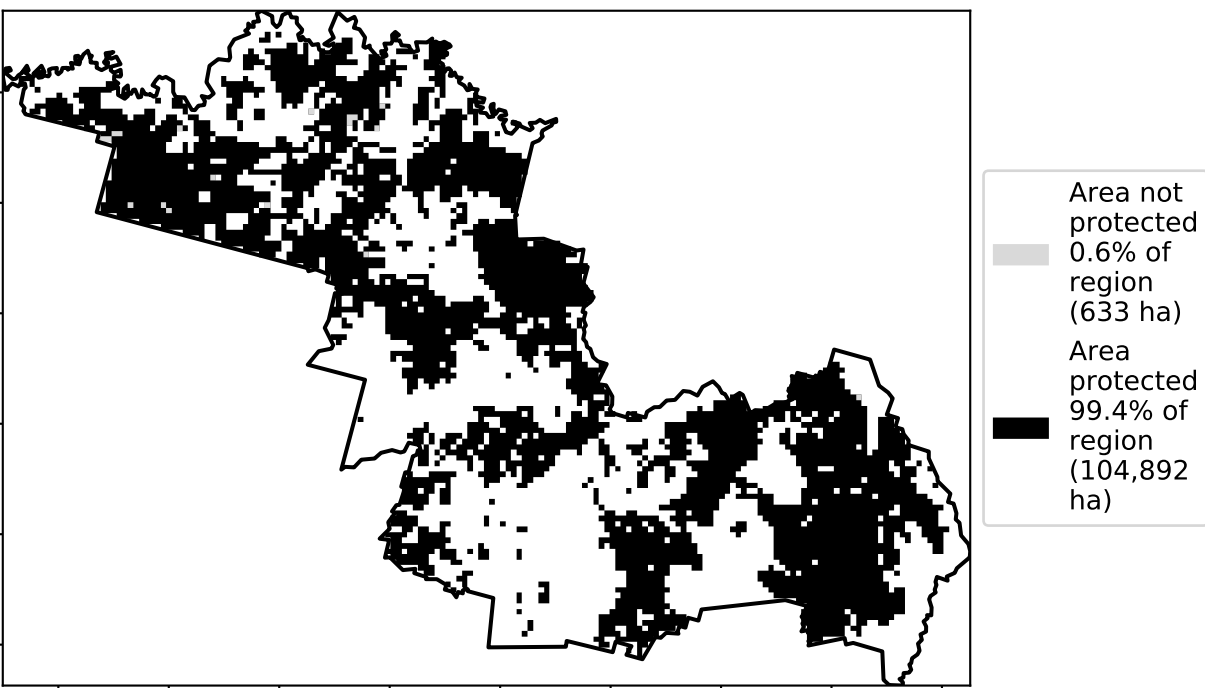 Area not
protected
0.6% of
region
(633 ha)
Area
protected
99.4% of
region
(104,892
ha)